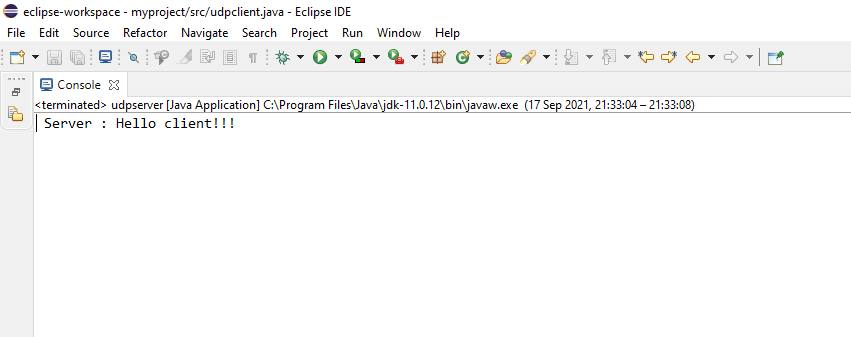 eclipse-workspace - myproject/src/udpclient.java - Eclipse IDE
File Edit Source Refactor Navigate Search Project Run Window Help
Console
<terminated> udpserver [Java Application] C:\Program Files\Java\jdk-11.0.12\bin\javaw.exe (17 Sep 2021, 21:33:04 – 21:33:08)
Server : Hello client!!!